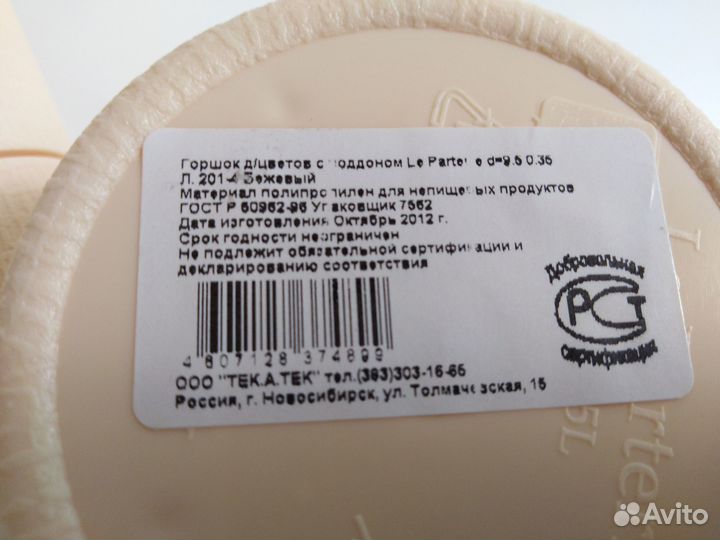 Горшок д/цветов с поддоном Le Parterre d=9.5 0.35
Л. 201-4 Бежевый
Материал полипропилен для непищевых продуктов
ГОСТ Р 50962-96 Упаковщик 7562
Дата изготовления Октябрь 2012 г.
Срок годности неограничен
Не подлежит обязательной сертификации и
декларированию соответствия
Добровольная
РСТ
сертификация
4 607128 374899
ООО "ТЕК.А.ТЕК" тел.(383)303-16-65
Россия, г. Новосибирск, ул. Толмачевская, 15
5L
Avito